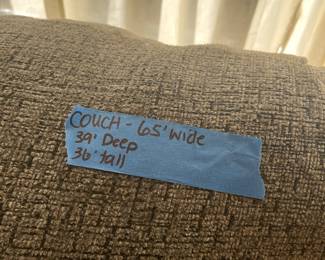 COUCH - 65' wide
39' Deep
36' tall